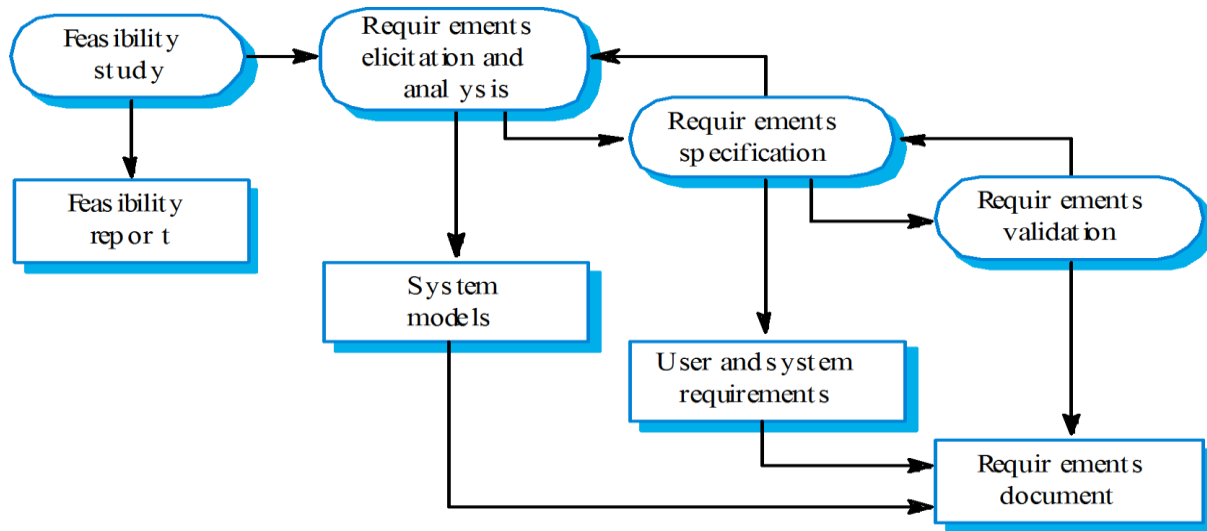 Feasibility
study
Requirements
elicitation and
analysis
Requirements
specification
Requirements
validation
Feasibility
report
System
models
User and system
requirements
Requirements
document